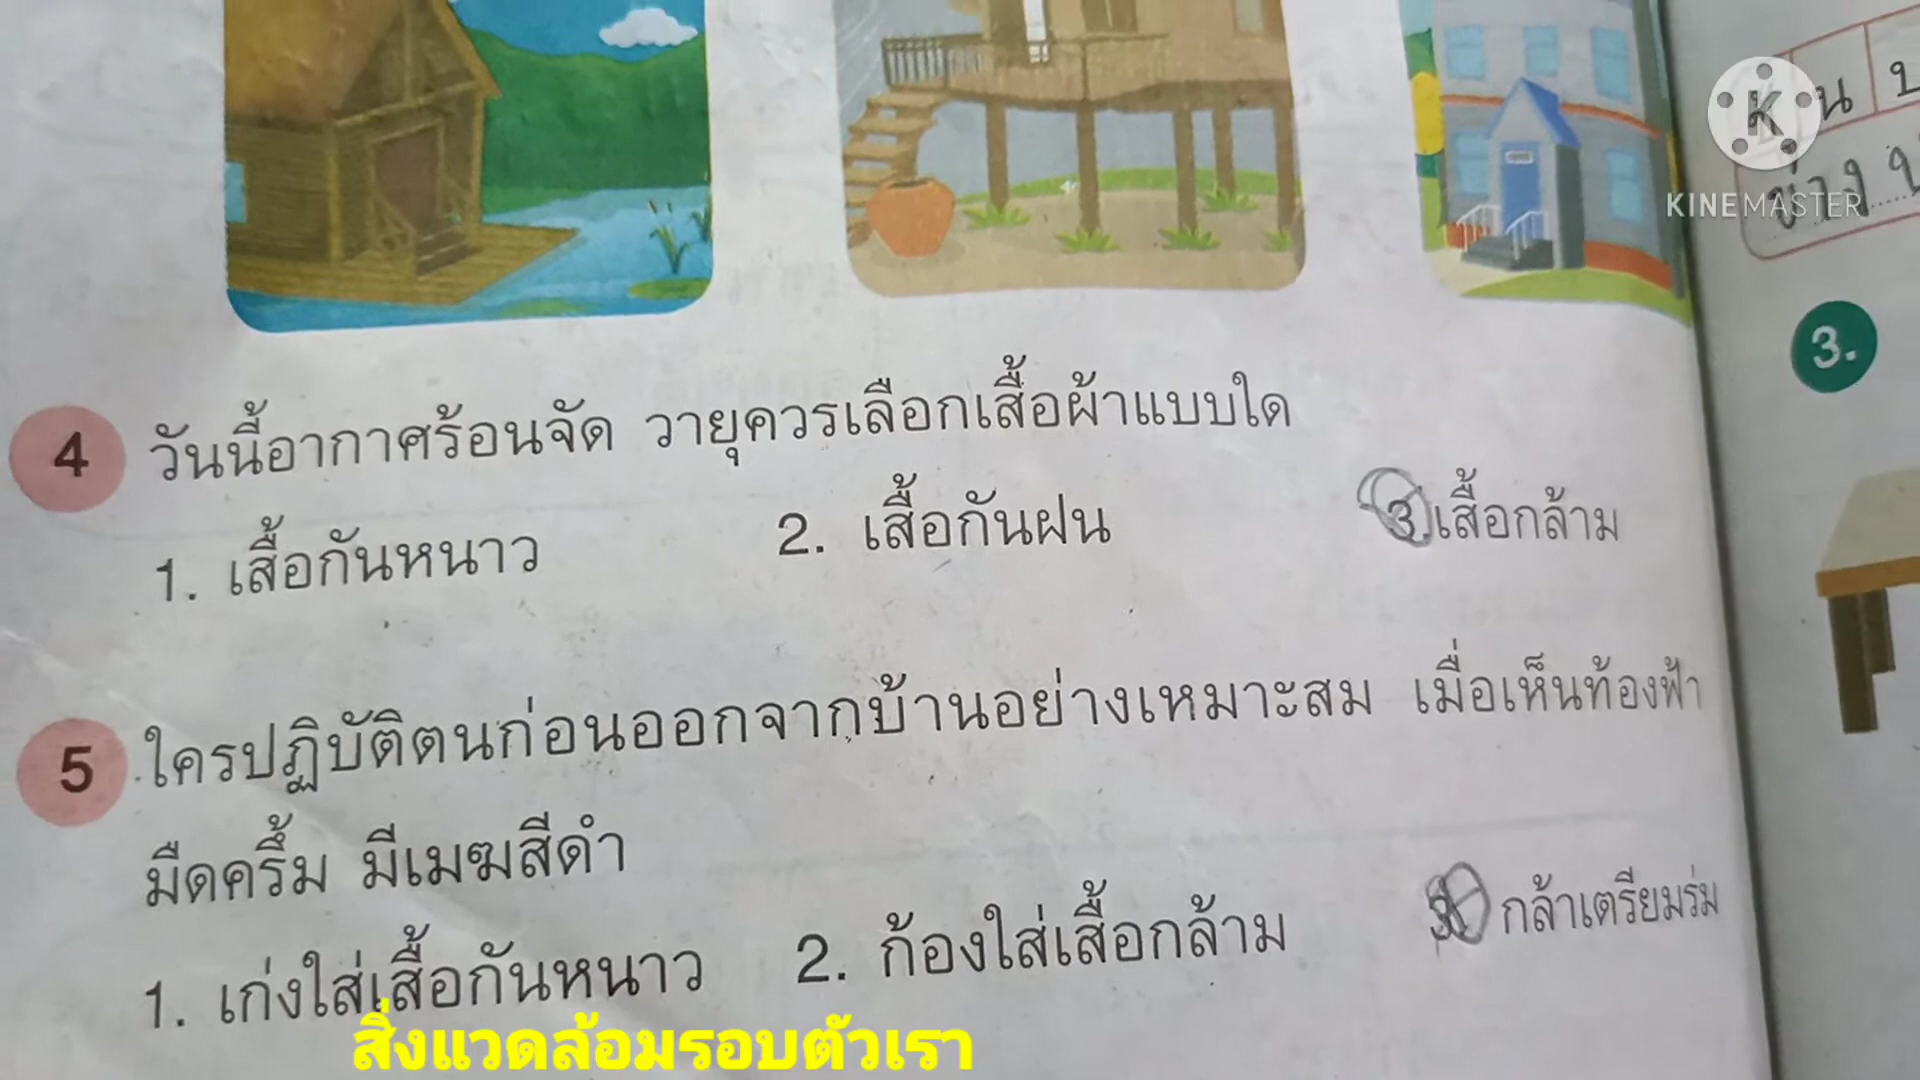 KINEMASTER
3.
4 วันนี้อากาศร้อนจัด วายุควรเลือกเสื้อผ้าแบบใด
1. เสื้อกันหนาว 2. เสื้อกันฝน 3. เสื้อกล้าม
5 ใครปฏิบัติตนก่อนออกจากบ้านอย่างเหมาะสม เมื่อเห็นท้องฟ้า
มืดครึ้ม มีเมฆสีดำ
1. เก่งใส่เสื้อกันหนาว 2. ก้องใส่เสื้อกล้าม 3. กล้าเตรียมร่ม
สิ่งแวดล้อมรอบตัวเรา